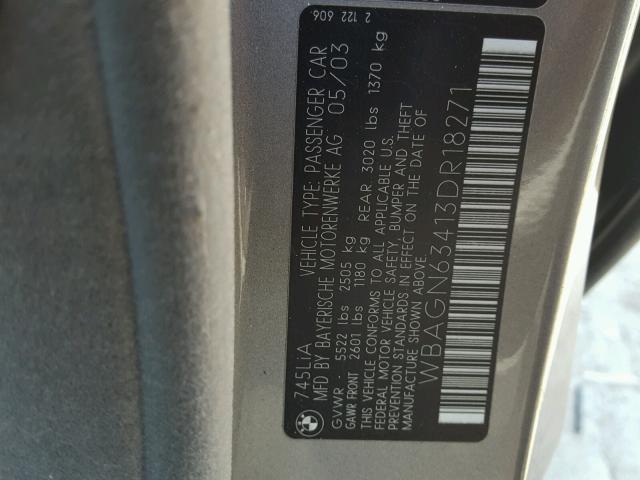 745LiA VEHICLE TYPE: PASSENGER CAR
MFD BY BAYERISCHE MOTORENWERKE AG 05/03
GVWR 5522 lbs 2505 kg
GAWR FRONT 2601 lbs 1180 kg REAR 3020 lbs 1370 kg
THIS VEHICLE CONFORMS TO ALL APPLICABLE U.S.
FEDERAL MOTOR VEHICLE SAFETY, BUMPER AND THEFT
PREVENTION STANDARDS IN EFFECT ON THE DATE OF
MANUFACTURE SHOWN ABOVE.
WBAGN63413DR18271
2 122 606